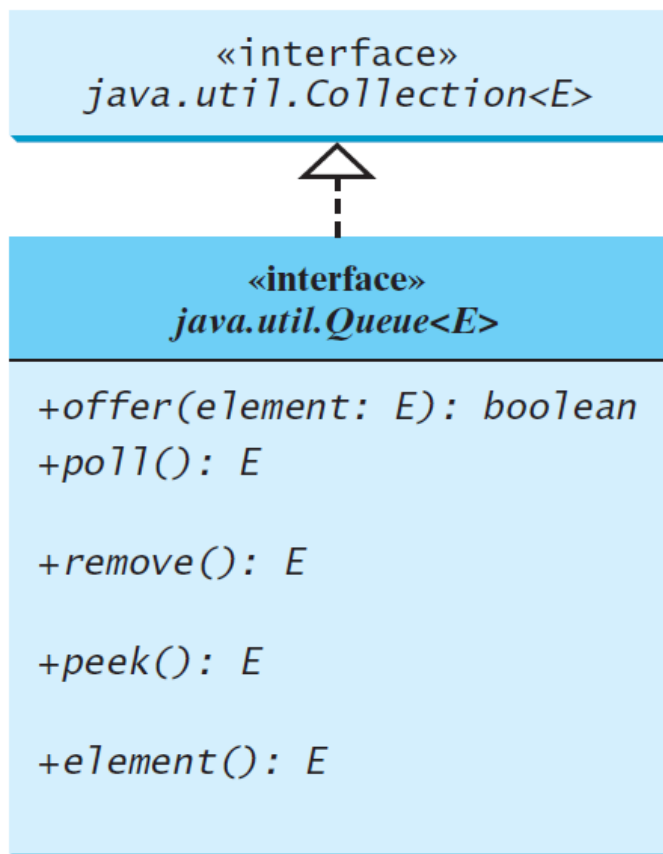 «interface»
java.util.Collection<E>
«interface»
java.util.Queue<E>
+offer(element: E): boolean
+poll(): E
+remove(): E
+peek(): E
+element(): E